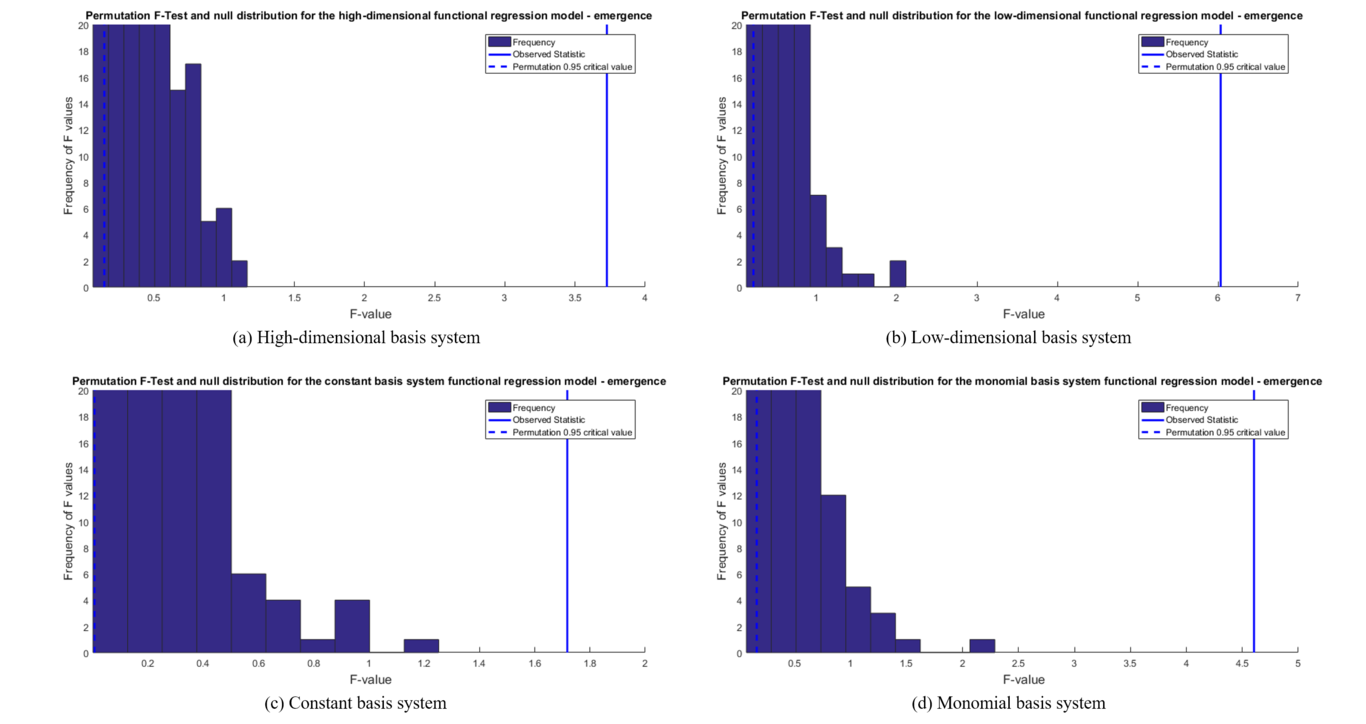 Permutation F-Test and null distribution for the high-dimensional functional regression model - emergence
20
18
16
14
12
10
8
6
4
2
0
Frequency of F values
Frequency
Observed Statistic
Permutation 0.95 critical value
0.5 1 1.5 2 2.5 3 3.5 4
F-value
(a) High-dimensional basis system
Permutation F-Test and null distribution for the low-dimensional functional regression model - emergence
20
18
16
14
12
10
8
6
4
2
0
Frequency of F values
Frequency
Observed Statistic
Permutation 0.95 critical value
1 2 3 4 5 6 7
F-value
(b) Low-dimensional basis system
Permutation F-Test and null distribution for the constant basis system functional regression model - emergence
20
18
16
14
12
10
8
6
4
2
0
Frequency of F values
Frequency
Observed Statistic
Permutation 0.95 critical value
0.2 0.4 0.6 0.8 1 1.2 1.4 1.6 1.8 2
F-value
(c) Constant basis system
Permutation F-Test and null distribution for the monomial basis system functional regression model - emergence
20
18
16
14
12
10
8
6
4
2
0
Frequency of F values
Frequency
Observed Statistic
Permutation 0.95 critical value
0.5 1 1.5 2 2.5 3 3.5 4 4.5 5
F-value
(d) Monomial basis system